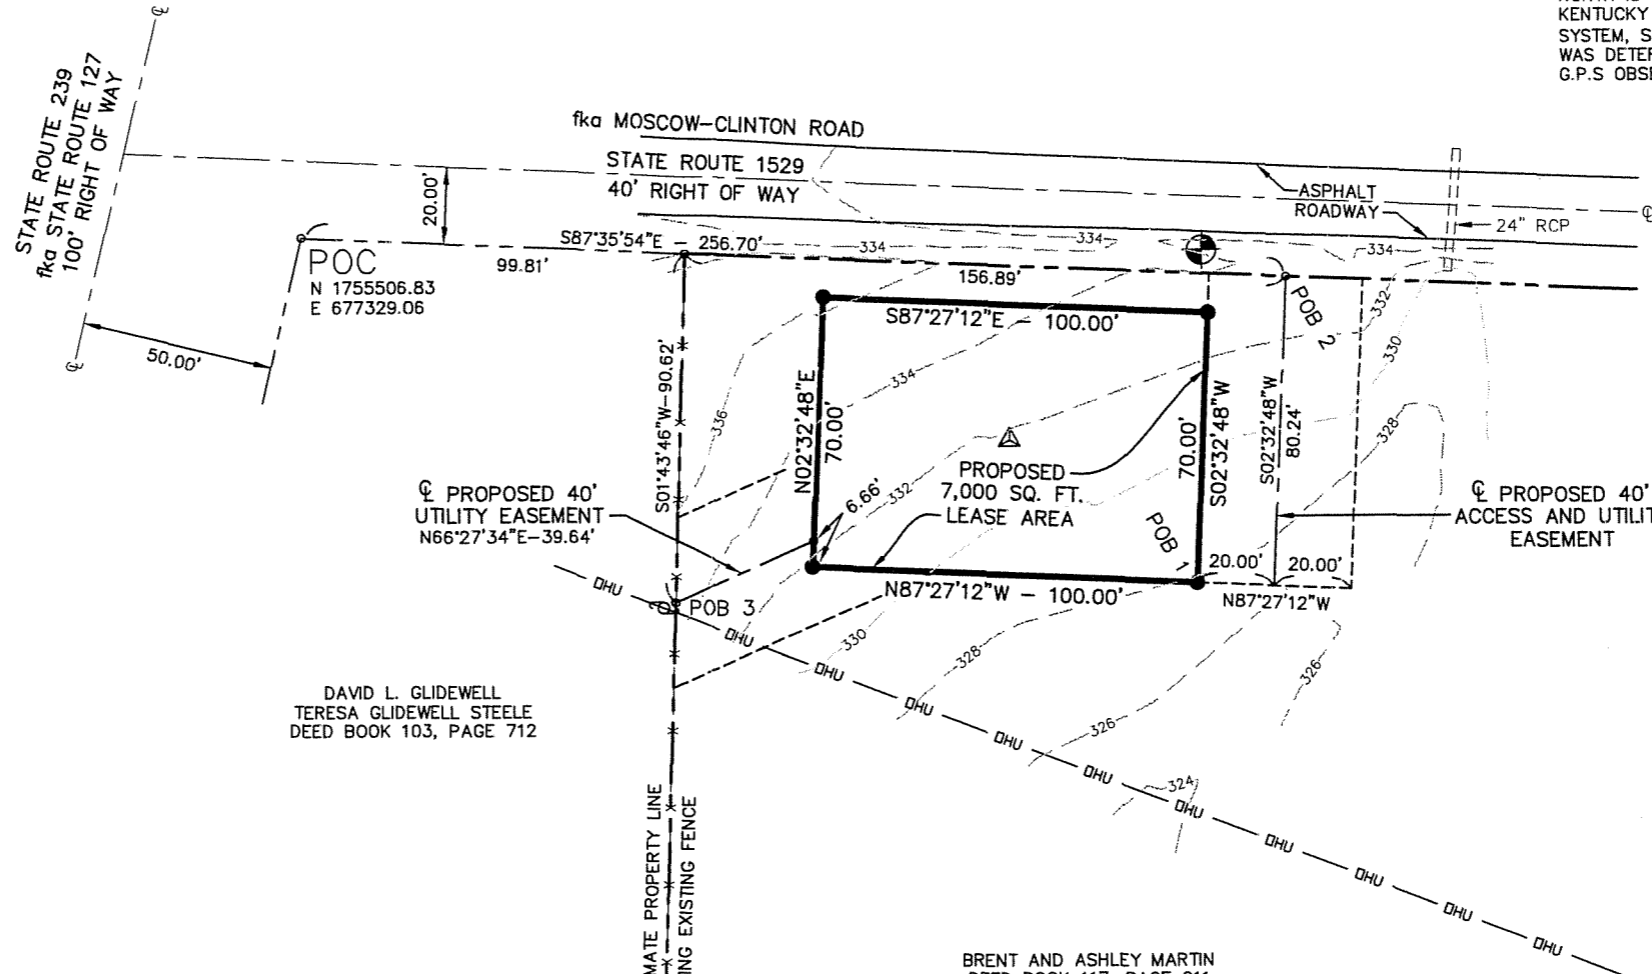 KENTUCKY
SYSTEM, S
WAS DETER
G.P.S OBSE
℄
STATE ROUTE 239
fka STATE ROUTE 127
100' RIGHT OF WAY
℄
50.00'
fka MOSCOW-CLINTON ROAD
STATE ROUTE 1529
40' RIGHT OF WAY
20.00'
ASPHALT
ROADWAY
24" RCP
℄
POC
N 1755506.83
E 677329.06
S87°35'54"E - 256.70'
99.81'
156.89'
334
334
334
S87°27'12"E - 100.00'
POB 2
332
330
328
336
334
332
S01°43'46"W-90.62'
N02°32'48"E
70.00'
70.00'
S02°32'48"W
S02°32'48"W
80.24'
PROPOSED
7,000 SQ. FT.
LEASE AREA
6.66'
POB 1
℄ PROPOSED 40'
UTILITY EASEMENT
N66°27'34"E-39.64'
℄ PROPOSED 40'
ACCESS AND UTILIT
EASEMENT
20.00'
20.00'
N87°27'12"W
N87°27'12"W - 100.00'
POB 3
OHU
OHU
OHU
OHU
OHU
OHU
OHU
OHU
OHU
OHU
OHU
330
328
326
326
324
DAVID L. GLIDEWELL
TERESA GLIDEWELL STEELE
DEED BOOK 103, PAGE 712
MATE PROPERTY LINE
NG EXISTING FENCE
BRENT AND ASHLEY MARTIN